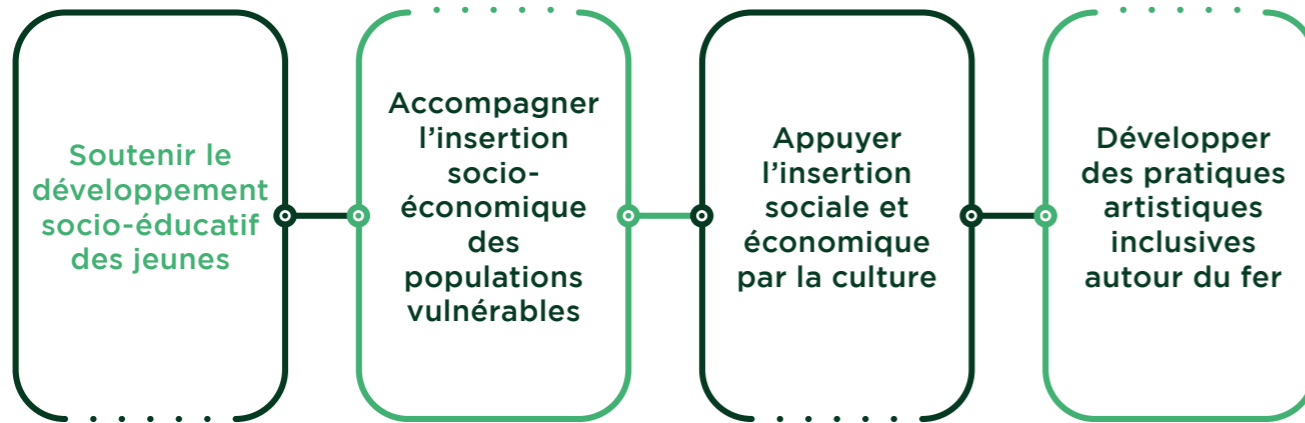 Soutenir le
développement
socio-éducatif
des jeunes
Accompagner
l'insertion
socio-
économique
des
populations
vulnérables
Appuyer
l'insertion
sociale et
économique
par la culture
Développer
des pratiques
artistiques
inclusives
autour du fer